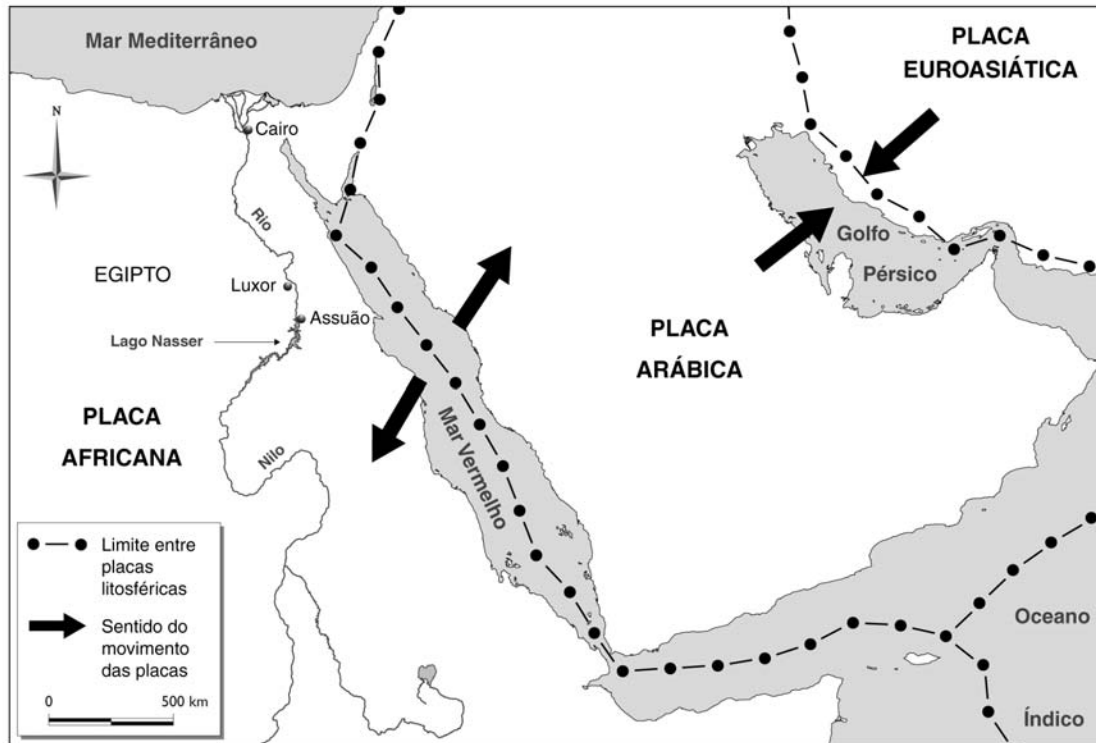 Mar Mediterrâneo
PLACA
EUROASIÁTICA
N
Cairo
Rio
Golfo
Pérsico
EGIPTO
Luxor
Assuão
Lago Nasser
PLACA
ARÁBICA
PLACA
AFRICANA
Mar Vermelho
Nilo
Limite entre
placas
litosféricas
Sentido do
movimento
das placas
0 500 km
Oceano
Índico